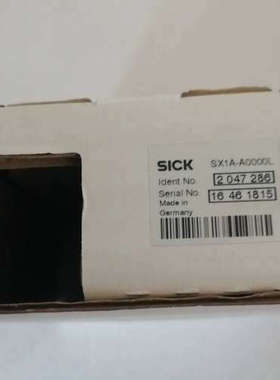 SICK SX1A-A0000L
Ident No. 2 047 286
Serial No. 16 46 1815
Made in
Germany